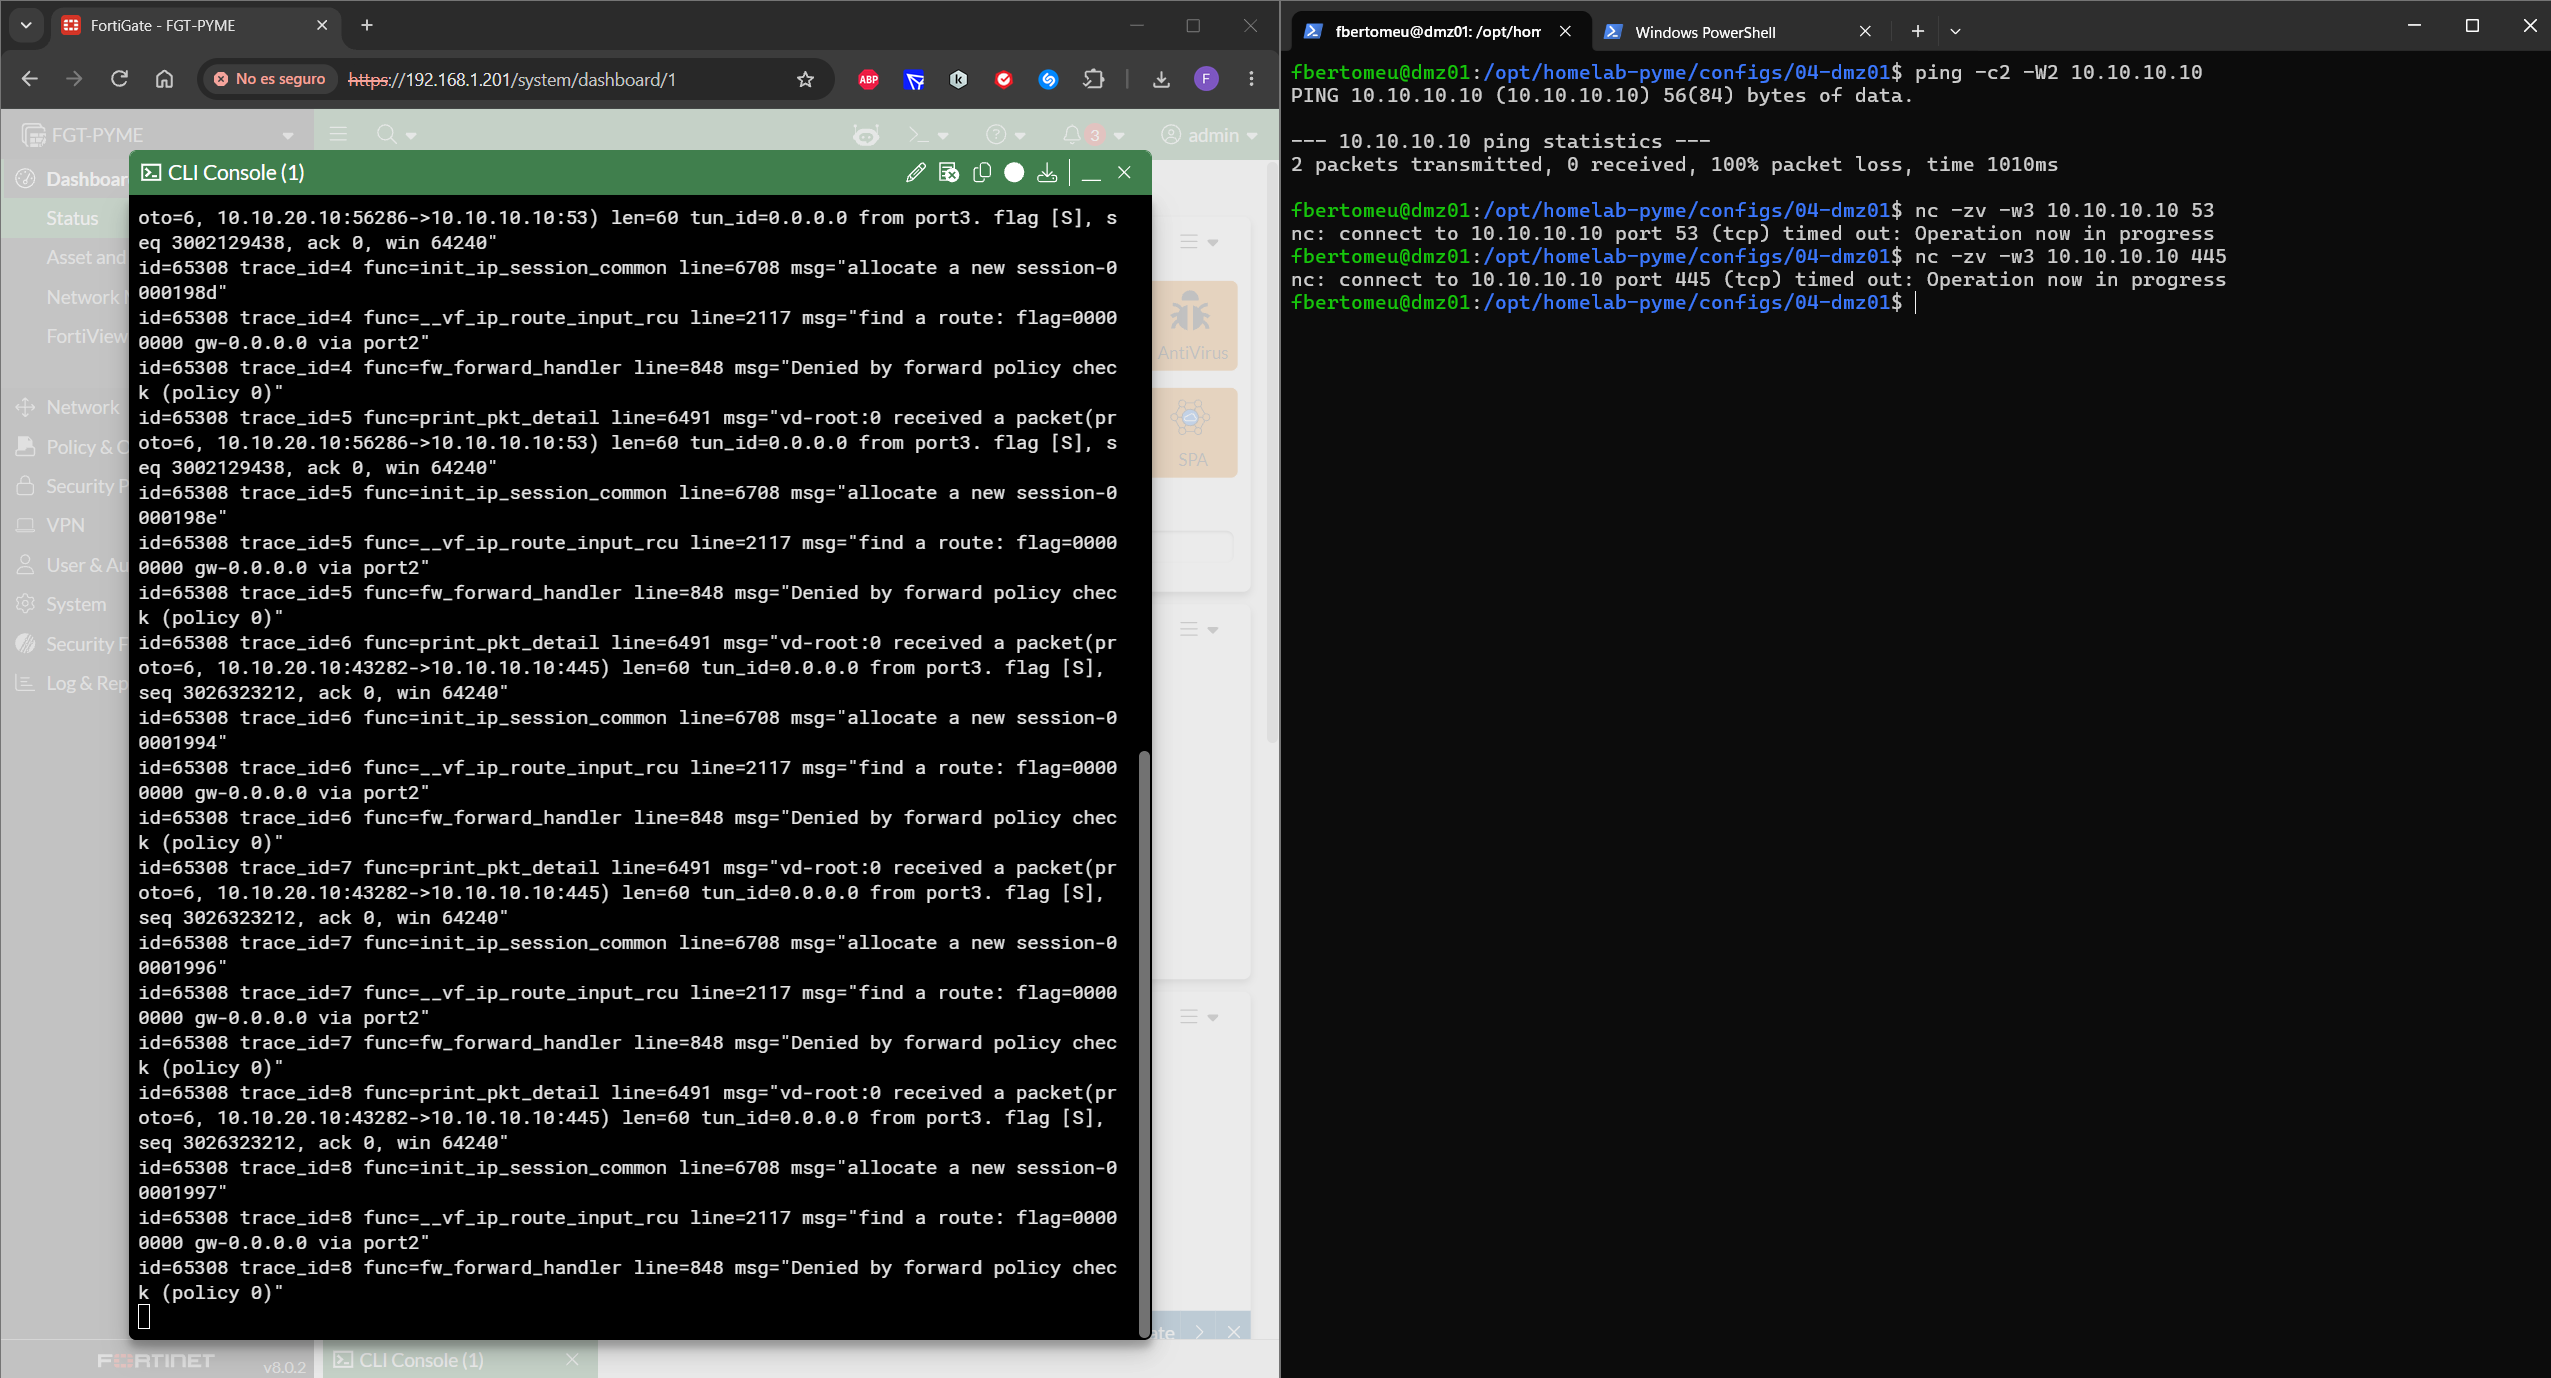 FortiGate - FGT-PYME
No es seguro
https://192.168.1.201/system/dashboard/1
ABP
F
FGT-PYME
3
admin
Dashboar
Status
Asset and
Network
FortiView
Network
Policy & O
Security P
VPN
User & Au
System
Security F
Log & Rep
AntiVirus
SPA
CLI Console (1)
oto=6, 10.10.20.10:56286->10.10.10.10:53) len=60 tun_id=0.0.0.0 from port3. flag [S], s
eq 3002129438, ack 0, win 64240"
id=65308 trace_id=4 func=init_ip_session_common line=6708 msg="allocate a new session-0
000198d"
id=65308 trace_id=4 func=__vf_ip_route_input_rcu line=2117 msg="find a route: flag=0000
0000 gw-0.0.0.0 via port2"
id=65308 trace_id=4 func=fw_forward_handler line=848 msg="Denied by forward policy chec
k (policy 0)"
id=65308 trace_id=5 func=print_pkt_detail line=6491 msg="vd-root:0 received a packet(pr
oto=6, 10.10.20.10:56286->10.10.10.10:53) len=60 tun_id=0.0.0.0 from port3. flag [S], s
eq 3002129438, ack 0, win 64240"
id=65308 trace_id=5 func=init_ip_session_common line=6708 msg="allocate a new session-0
000198e"
id=65308 trace_id=5 func=__vf_ip_route_input_rcu line=2117 msg="find a route: flag=0000
0000 gw-0.0.0.0 via port2"
id=65308 trace_id=5 func=fw_forward_handler line=848 msg="Denied by forward policy chec
k (policy 0)"
id=65308 trace_id=6 func=print_pkt_detail line=6491 msg="vd-root:0 received a packet(pr
oto=6, 10.10.20.10:43282->10.10.10.10:445) len=60 tun_id=0.0.0.0 from port3. flag [S],
seq 3026323212, ack 0, win 64240"
id=65308 trace_id=6 func=init_ip_session_common line=6708 msg="allocate a new session-0
0001994"
id=65308 trace_id=6 func=__vf_ip_route_input_rcu line=2117 msg="find a route: flag=0000
0000 gw-0.0.0.0 via port2"
id=65308 trace_id=6 func=fw_forward_handler line=848 msg="Denied by forward policy chec
k (policy 0)"
id=65308 trace_id=7 func=print_pkt_detail line=6491 msg="vd-root:0 received a packet(pr
oto=6, 10.10.20.10:43282->10.10.10.10:445) len=60 tun_id=0.0.0.0 from port3. flag [S],
seq 3026323212, ack 0, win 64240"
id=65308 trace_id=7 func=init_ip_session_common line=6708 msg="allocate a new session-0
0001996"
id=65308 trace_id=7 func=__vf_ip_route_input_rcu line=2117 msg="find a route: flag=0000
0000 gw-0.0.0.0 via port2"
id=65308 trace_id=7 func=fw_forward_handler line=848 msg="Denied by forward policy chec
k (policy 0)"
id=65308 trace_id=8 func=print_pkt_detail line=6491 msg="vd-root:0 received a packet(pr
oto=6, 10.10.20.10:43282->10.10.10.10:445) len=60 tun_id=0.0.0.0 from port3. flag [S],
seq 3026323212, ack 0, win 64240"
id=65308 trace_id=8 func=init_ip_session_common line=6708 msg="allocate a new session-0
0001997"
id=65308 trace_id=8 func=__vf_ip_route_input_rcu line=2117 msg="find a route: flag=0000
0000 gw-0.0.0.0 via port2"
id=65308 trace_id=8 func=fw_forward_handler line=848 msg="Denied by forward policy chec
k (policy 0)"
ate
FORTINET
v8.0.2
CLI Console (1)
fbertomeu@dmz01: /opt/hom
Windows PowerShell
fbertomeu@dmz01:/opt/homelab-pyme/configs/04-dmz01$ ping -c2 -W2 10.10.10.10
PING 10.10.10.10 (10.10.10.10) 56(84) bytes of data.
--- 10.10.10.10 ping statistics ---
2 packets transmitted, 0 received, 100% packet loss, time 1010ms
fbertomeu@dmz01:/opt/homelab-pyme/configs/04-dmz01$ nc -zv -w3 10.10.10.10 53
nc: connect to 10.10.10.10 port 53 (tcp) timed out: Operation now in progress
fbertomeu@dmz01:/opt/homelab-pyme/configs/04-dmz01$ nc -zv -w3 10.10.10.10 445
nc: connect to 10.10.10.10 port 445 (tcp) timed out: Operation now in progress
fbertomeu@dmz01:/opt/homelab-pyme/configs/04-dmz01$